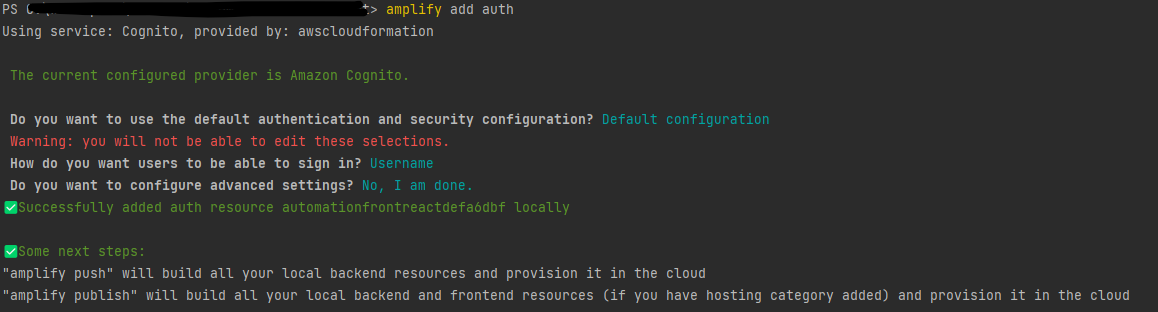 PS C:\> amplify add auth
Using service: Cognito, provided by: awscloudformation
The current configured provider is Amazon Cognito.
Do you want to use the default authentication and security configuration? Default configuration
Warning: you will not be able to edit these selections.
How do you want users to be able to sign in? Username
Do you want to configure advanced settings? No, I am done.
✅Successfully added auth resource automationfrontreactdefa6dbf locally
✅Some next steps:
"amplify push" will build all your local backend resources and provision it in the cloud
"amplify publish" will build all your local backend and frontend resources (if you have hosting category added) and provision it in the cloud